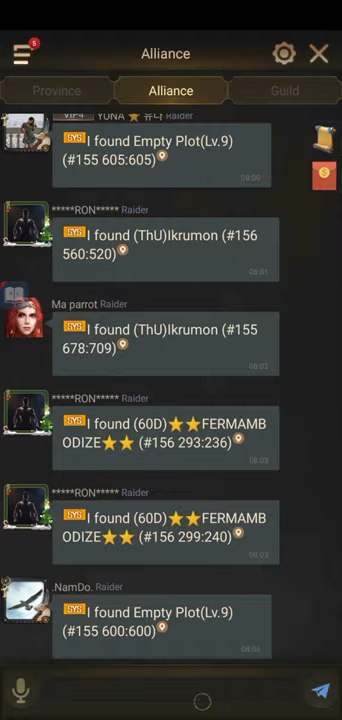 5
Alliance
Province
Alliance
Guild
VIP4 YUNA ★ 유나 Raider
SYS I found Empty Plot(Lv.9)
(#155 605:605)
08:00
*****RON***** Raider
SYS I found (ThU)Ikrumon (#156
560:520)
08:01
Ma parrot Raider
SYS I found (ThU)Ikrumon (#155
678:709)
08:02
*****RON***** Raider
SYS I found (60D)⭐⭐FERMAMB
ODIZE⭐⭐ (#156 293:236)
08:03
*****RON***** Raider
SYS I found (60D)⭐⭐FERMAMB
ODIZE⭐⭐ (#156 299:240)
08:03
.NamDo. Raider
SYS I found Empty Plot(Lv.9)
(#155 600:600)
08:06